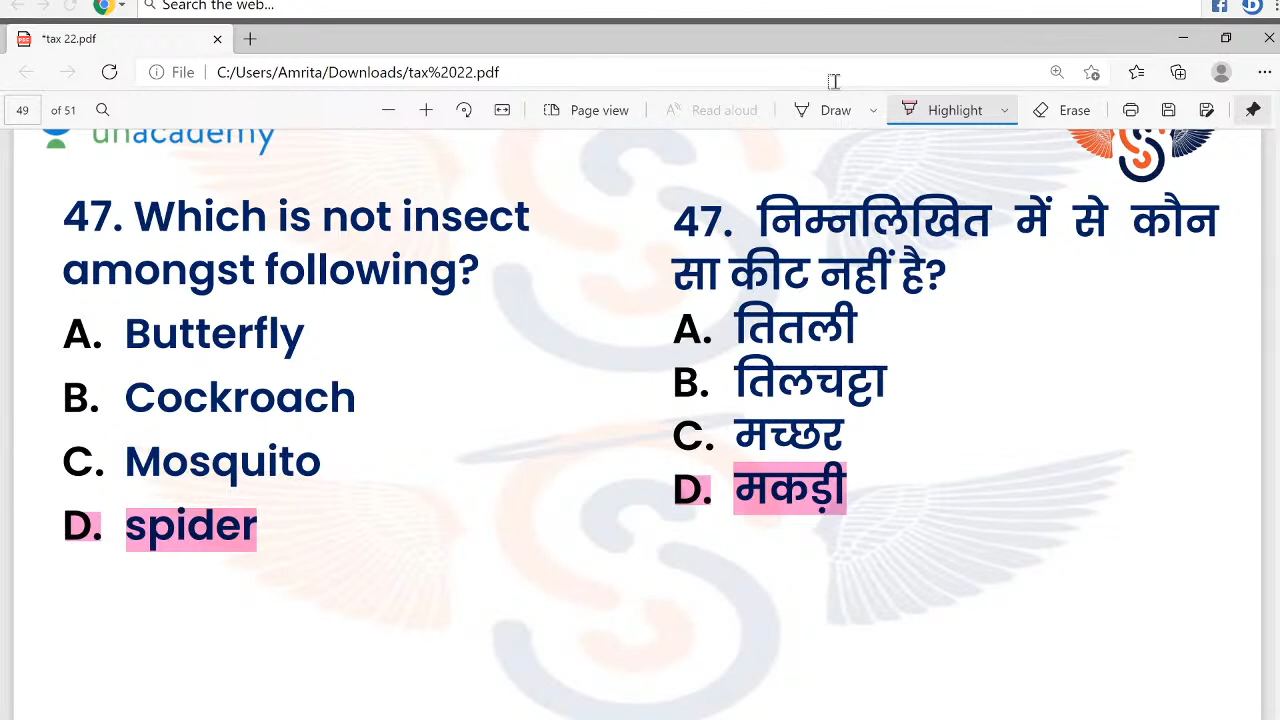 Search the web...
*tax 22.pdf
File
C:/Users/Amrita/Downloads/tax%2022.pdf
49 of 51
Page view
Read aloud
Draw
Highlight
Erase
unacademy
47. Which is not insect
amongst following?
A. Butterfly
B. Cockroach
C. Mosquito
D. spider
47. निम्नलिखित में से कौन
सा कीट नहीं है?
A. तितली
B. तिलचट्टा
C. मच्छर
D. मकड़ी